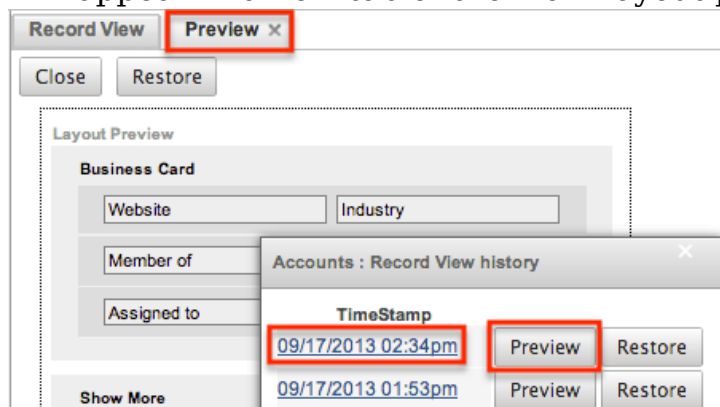 Record View Preview ×
Close Restore
Layout Preview
Business Card
Website Industry
Member of
Assigned to
Show More
Accounts : Record View history
×
TimeStamp
09/17/2013 02:34pm Preview Restore
09/17/2013 01:53pm Preview Restore